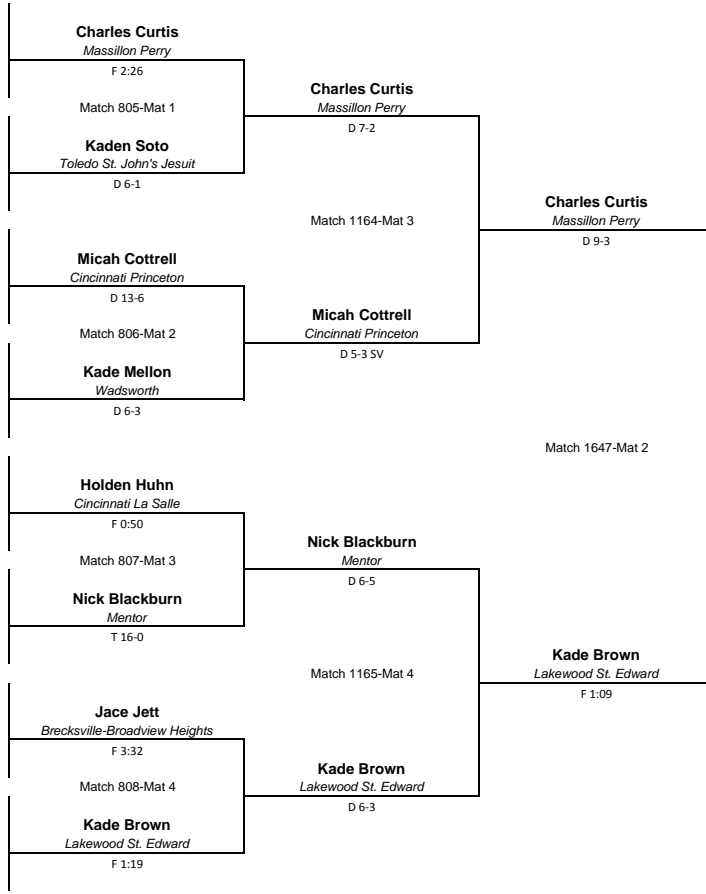 Charles Curtis
Massillon Perry
F 2:26
Match 805-Mat 1
Kaden Soto
Toledo St. John's Jesuit
D 6-1
Micah Cottrell
Cincinnati Princeton
D 13-6
Match 806-Mat 2
Kade Mellon
Wadsworth
D 6-3
Holden Huhn
Cincinnati La Salle
F 0:50
Match 807-Mat 3
Nick Blackburn
Mentor
T 16-0
Jace Jett
Brecksville-Broadview Heights
F 3:32
Match 808-Mat 4
Kade Brown
Lakewood St. Edward
F 1:19
Charles Curtis
Massillon Perry
D 7-2
Match 1164-Mat 3
Micah Cottrell
Cincinnati Princeton
D 5-3 SV
Nick Blackburn
Mentor
D 6-5
Match 1165-Mat 4
Kade Brown
Lakewood St. Edward
D 6-3
Charles Curtis
Massillon Perry
D 9-3
Match 1647-Mat 2
Kade Brown
Lakewood St. Edward
F 1:09